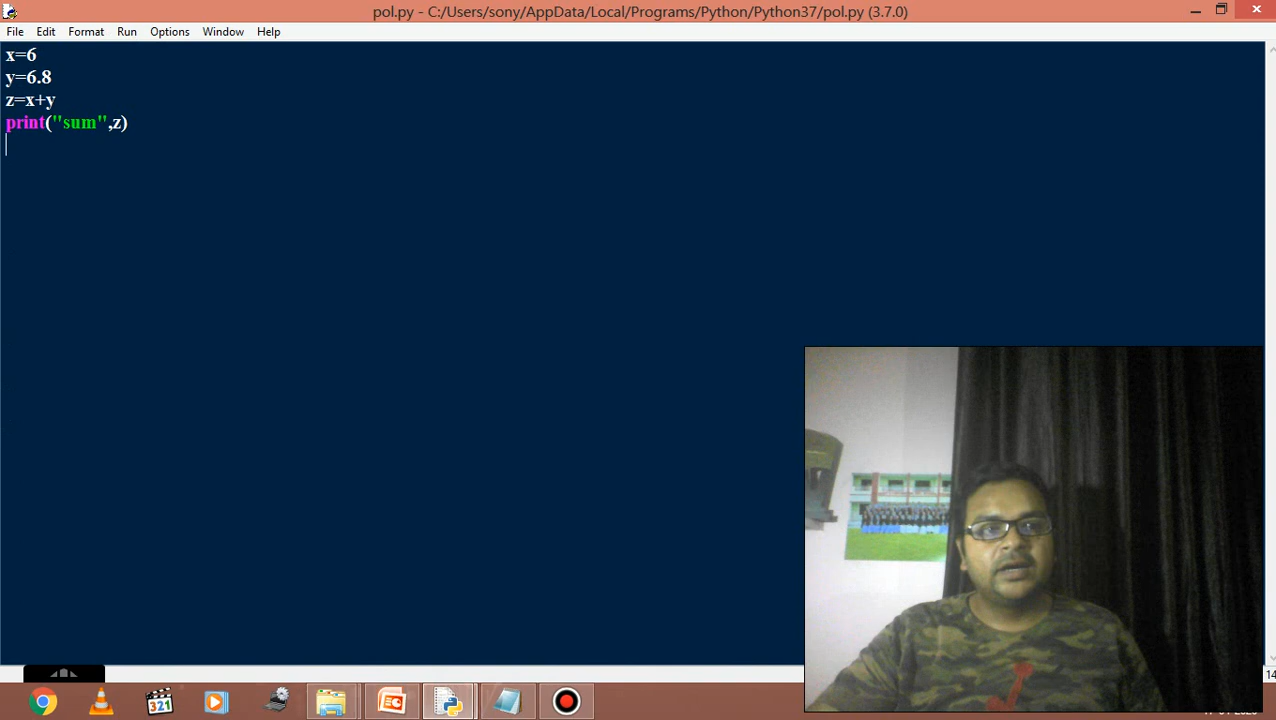 pol.py - C:/Users/sony/AppData/Local/Programs/Python/Python37/pol.py (3.7.0)
File Edit Format Run Options Window Help
x=6
y=6.8
z=x+y
print("sum",z)
321